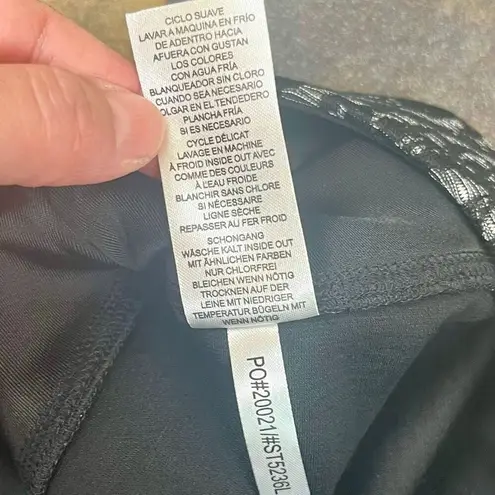 CICLO SUAVE
LAVAR A MAQUINA EN FRÍO
DE ADENTRO HACIA
AFUERA CON GUSTAN
LOS COLORES
CON AGUA FRÍA
BLANQUEADOR SIN CLORO
CUANDO SEA NECESARIO
OLGAR EN EL TENDEDERO
PLANCHA FRÍA
SI ES NECESARIO
CYCLE DÉLICAT
LAVAGE EN MACHINE
À FROID INSIDE OUT AVEC
COMME DES COULEURS
À L'EAU FROIDE
BLANCHIR SANS CHLORE
SI NÉCESSAIRE
LIGNE SÈCHE
REPASSER AU FER FROID
SCHONGANG
WÄSCHE KALT INSIDE OUT
MIT ÄHNLICHEN FARBEN
NUR CHLORFREI
BLEICHEN WENN NÖTIG
TROCKNEN AUF DER
LEINE MIT NIEDRIGER
TEMPERATUR BÜGELN MIT
WENN NÖTIG
PO#20021/#ST5236L